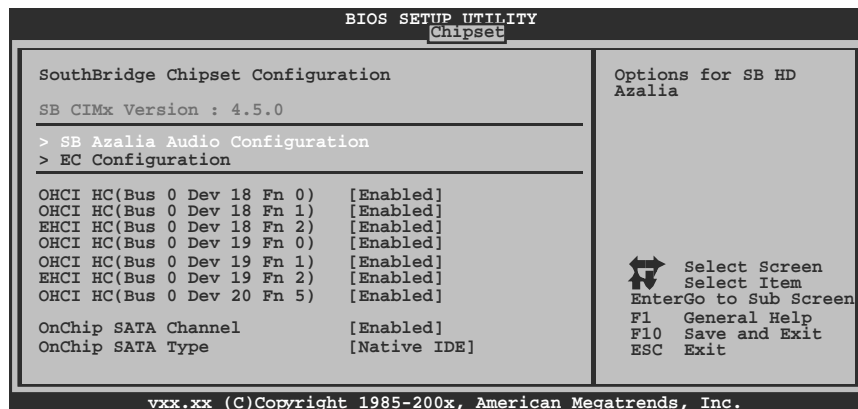 BIOS SETUP UTILITY
Chipset
SouthBridge Chipset Configuration
SB CIMx Version : 4.5.0
> SB Azalia Audio Configuration
> EC Configuration
OHCI HC(Bus 0 Dev 18 Fn 0) [Enabled]
OHCI HC(Bus 0 Dev 18 Fn 1) [Enabled]
EHCI HC(Bus 0 Dev 18 Fn 2) [Enabled]
OHCI HC(Bus 0 Dev 19 Fn 0) [Enabled]
OHCI HC(Bus 0 Dev 19 Fn 1) [Enabled]
EHCI HC(Bus 0 Dev 19 Fn 2) [Enabled]
OHCI HC(Bus 0 Dev 20 Fn 5) [Enabled]
OnChip SATA Channel [Enabled]
OnChip SATA Type [Native IDE]
Options for SB HD
Azalia
Select Screen
Select Item
EnterGo to Sub Screen
F1 General Help
F10 Save and Exit
ESC Exit
vxx.xx (C)Copyright 1985-200x, American Megatrends, Inc.